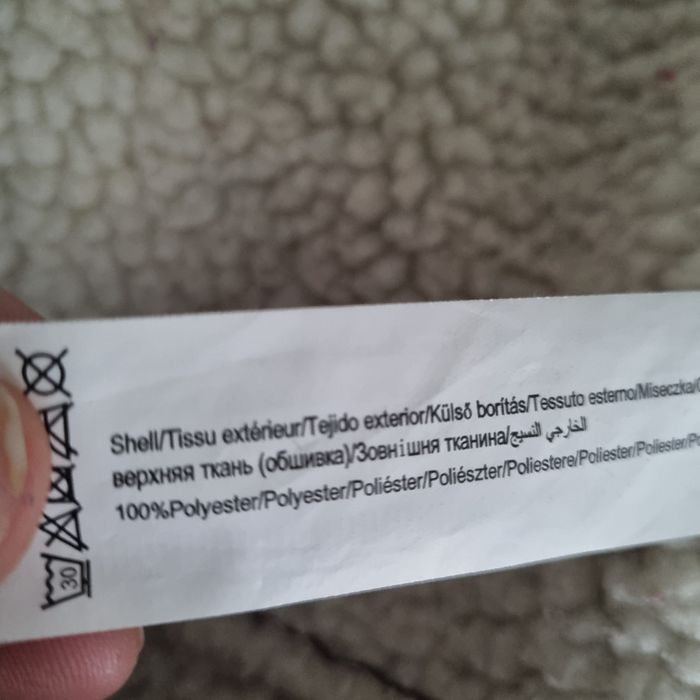 Shell/Tissu extérieur/Tejido exterior/Külső borítás/Tessuto esterno/Miseczka/
верхняя ткань (обшивка)/Зовнішня тканина/الخارجي النسيج
100%Polyester/Polyester/Poliéster/Poliészter/Poliestere/Poliester/Poliester/
30